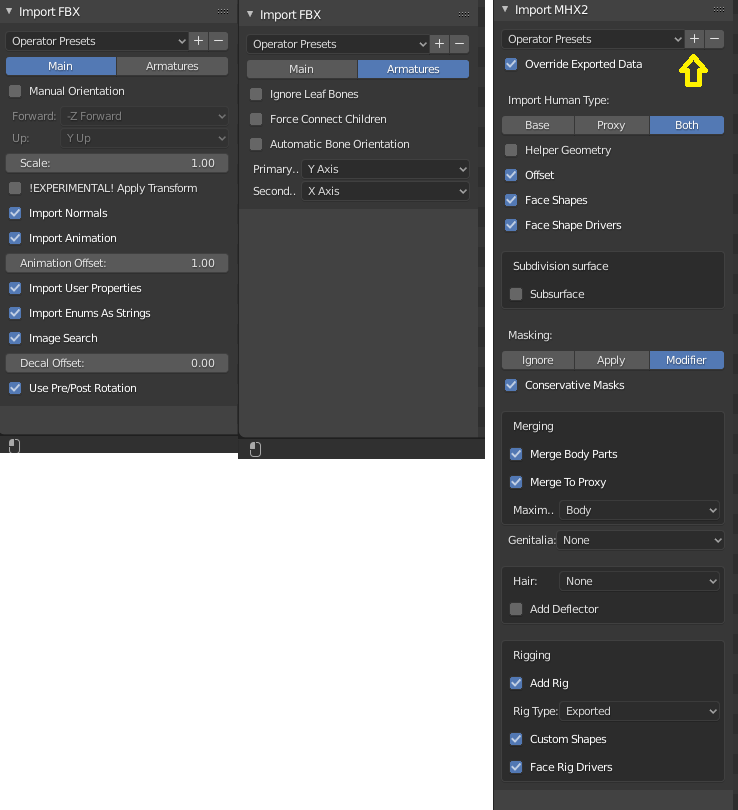 Import FBX
Operator Presets
Main Armatures
Manual Orientation
Forward: -Z Forward
Up: Y Up
Scale: 1.00
!EXPERIMENTAL! Apply Transform
Import Normals
Import Animation
Animation Offset: 1.00
Import User Properties
Import Enums As Strings
Image Search
Decal Offset: 0.00
Use Pre/Post Rotation
Import FBX
Operator Presets
Main Armatures
Ignore Leaf Bones
Force Connect Children
Automatic Bone Orientation
Primary.. Y Axis
Second.. X Axis
Import MHX2
Operator Presets
Override Exported Data
Import Human Type:
Base Proxy Both
Helper Geometry
Offset
Face Shapes
Face Shape Drivers
Subdivision surface
Subsurface
Masking:
Ignore Apply Modifier
Conservative Masks
Merging
Merge Body Parts
Merge To Proxy
Maxim.. Body
Genitalia: None
Hair: None
Add Deflector
Rigging
Add Rig
Rig Type: Exported
Custom Shapes
Face Rig Drivers